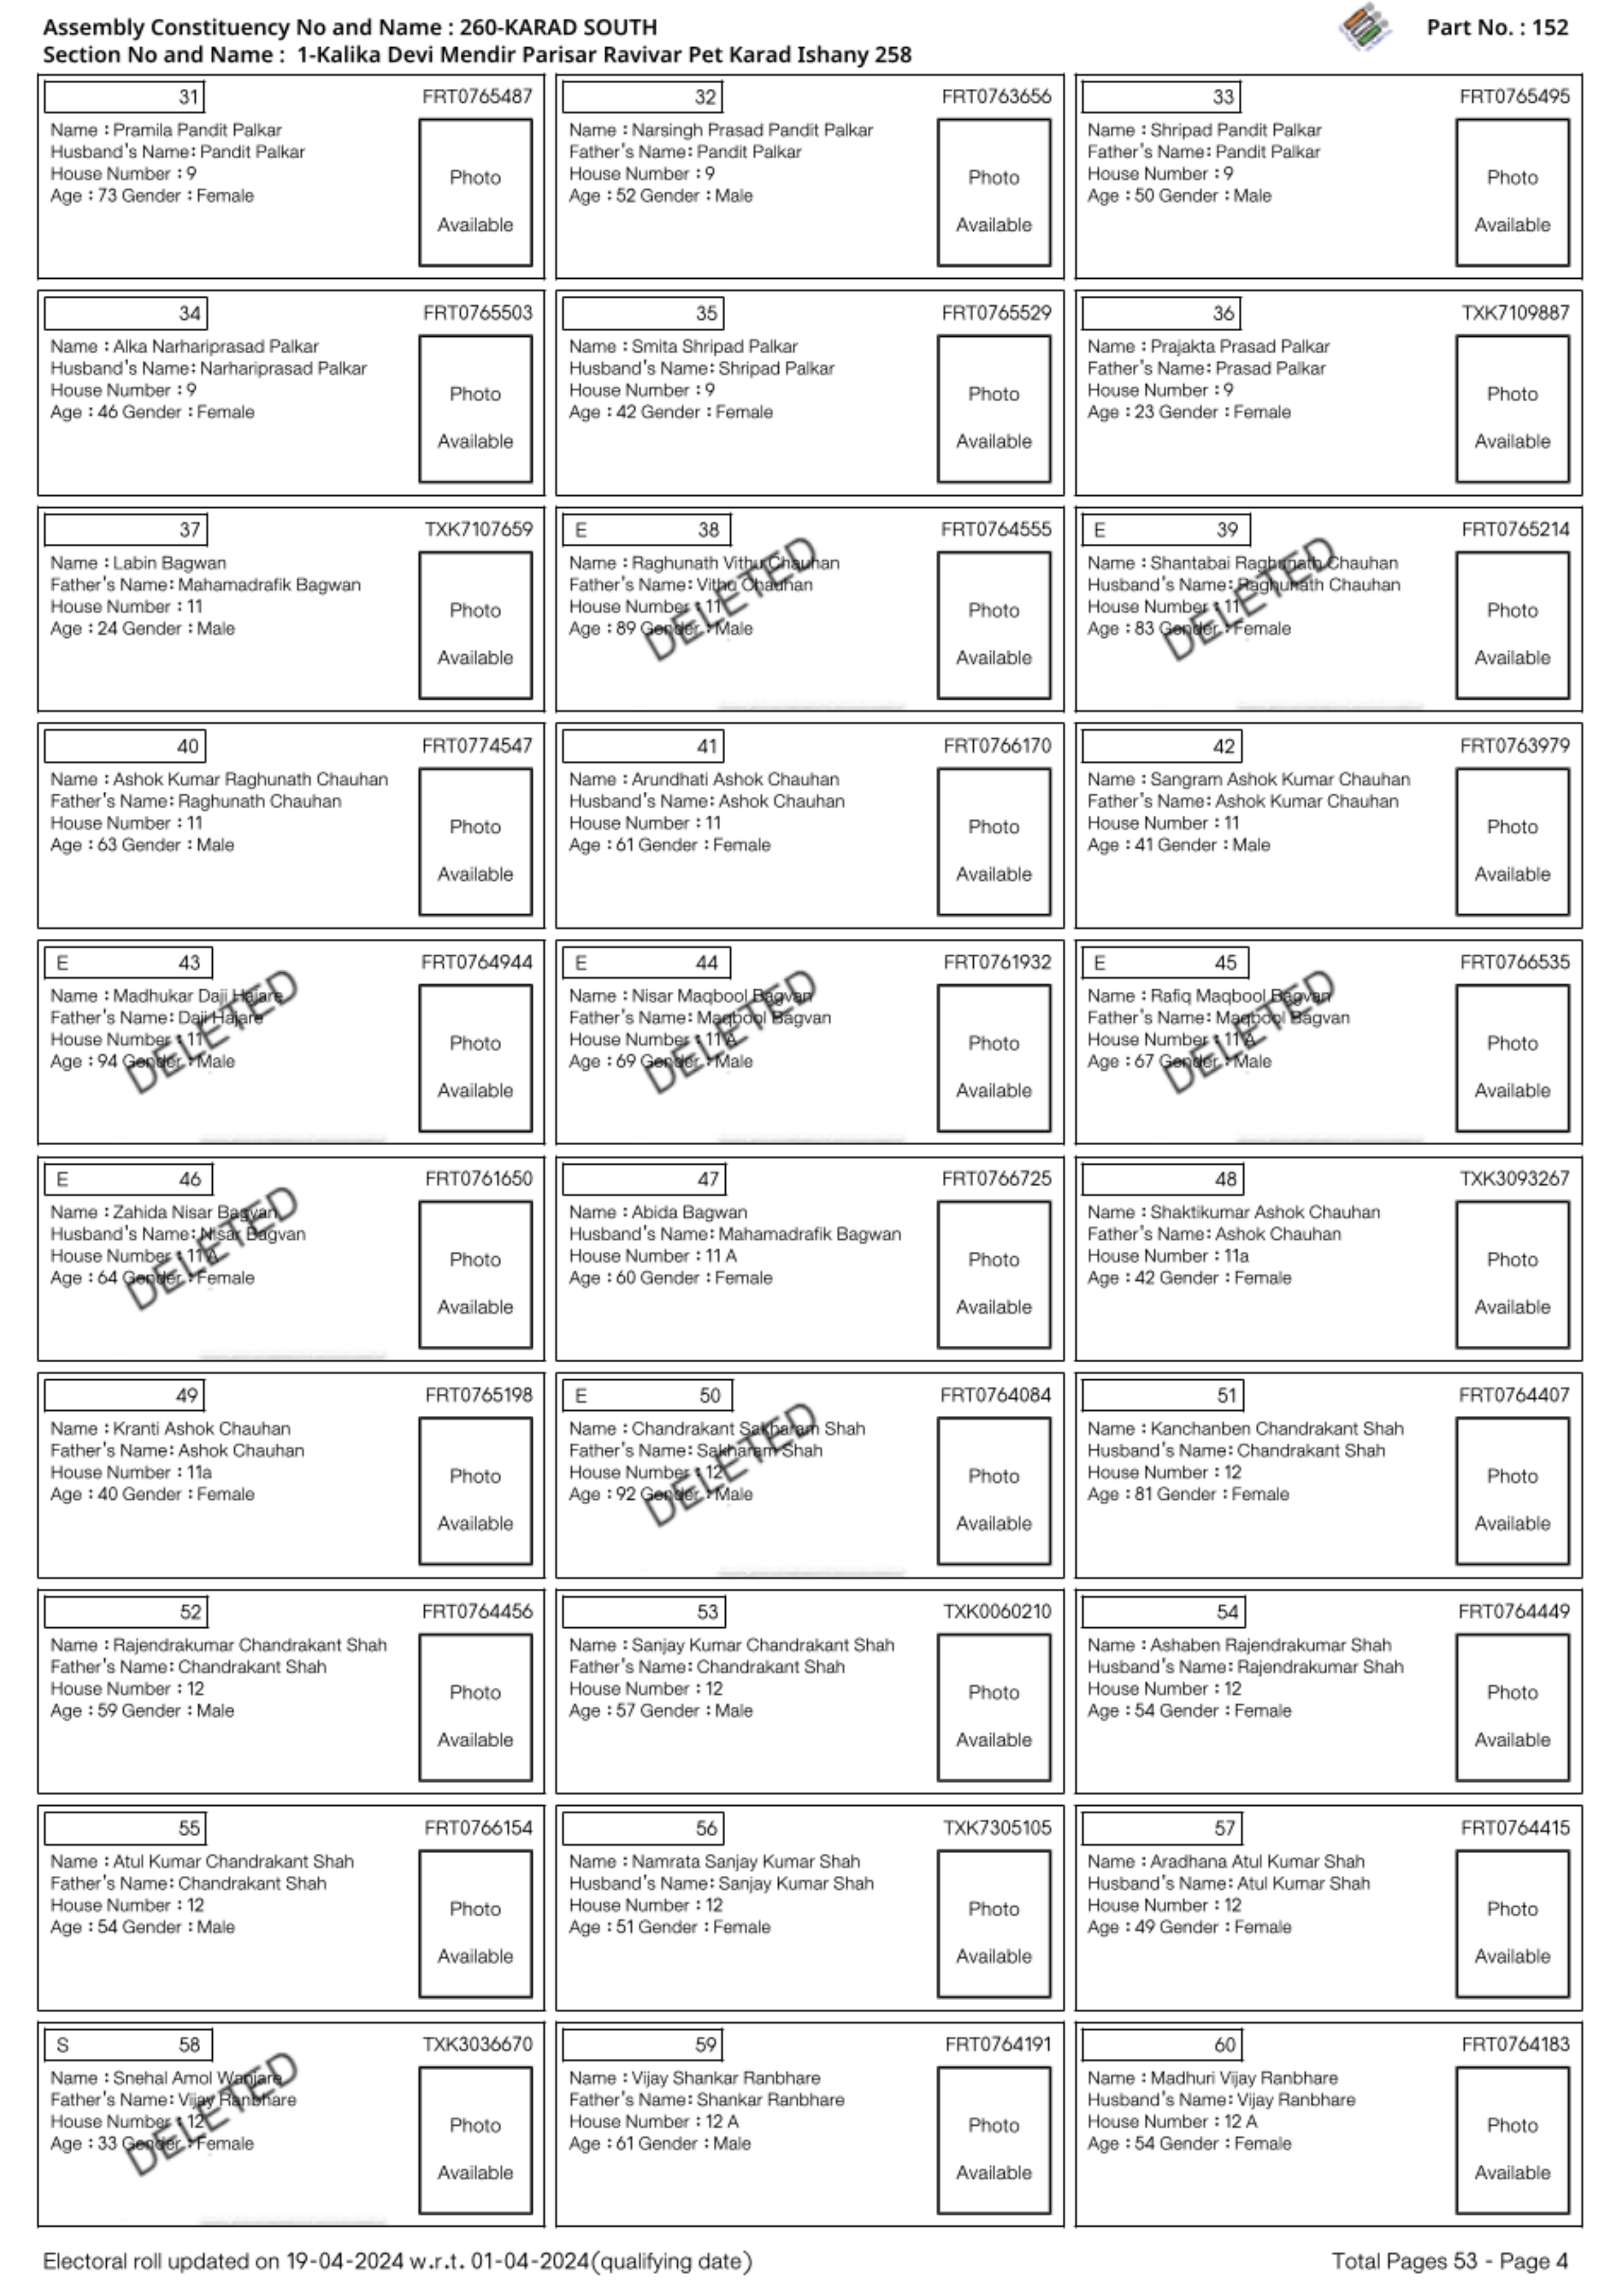 Assembly Constituency No and Name : 260-KARAD SOUTH
Part No. : 152
Section No and Name : 1-Kalika Devi Mendir Parisar Ravivar Pet Karad Ishany 258
31 FRT0765487
Name : Pramila Pandit Palkar
Husband's Name: Pandit Palkar
House Number : 9
Age : 73 Gender : Female
Photo
Available
32 FRT0763656
Name : Narsingh Prasad Pandit Palkar
Father's Name: Pandit Palkar
House Number : 9
Age : 52 Gender : Male
Photo
Available
33 FRT0765495
Name : Shripad Pandit Palkar
Father's Name: Pandit Palkar
House Number : 9
Age : 50 Gender : Male
Photo
Available
34 FRT0765503
Name : Alka Narhariprasad Palkar
Husband's Name: Narhariprasad Palkar
House Number : 9
Age : 46 Gender : Female
Photo
Available
35 FRT0765529
Name : Smita Shripad Palkar
Husband's Name: Shripad Palkar
House Number : 9
Age : 42 Gender : Female
Photo
Available
36 TXK7109887
Name : Prajakta Prasad Palkar
Father's Name: Prasad Palkar
House Number : 9
Age : 23 Gender : Female
Photo
Available
37 TXK7107659
Name : Labin Bagwan
Father's Name: Mahamadrafik Bagwan
House Number : 11
Age : 24 Gender : Male
Photo
Available
E 38 FRT0764555
Name : Raghunath Vithu Chauhan
Father's Name: Vithu Chauhan
House Number : 11
Age : 89 Gender : Male
DELETED
Photo
Available
E 39 FRT0765214
Name : Shantabai Raghunath Chauhan
Husband's Name: Raghunath Chauhan
House Number : 11
Age : 83 Gender : Female
DELETED
Photo
Available
40 FRT0774547
Name : Ashok Kumar Raghunath Chauhan
Father's Name: Raghunath Chauhan
House Number : 11
Age : 63 Gender : Male
Photo
Available
41 FRT0766170
Name : Arundhati Ashok Chauhan
Husband's Name: Ashok Chauhan
House Number : 11
Age : 61 Gender : Female
Photo
Available
42 FRT0763979
Name : Sangram Ashok Kumar Chauhan
Father's Name: Ashok Kumar Chauhan
House Number : 11
Age : 41 Gender : Male
Photo
Available
E 43 FRT0764944
Name : Madhukar Daji Hajare
Father's Name: Daji Hajare
House Number : 11
Age : 94 Gender : Male
DELETED
Photo
Available
E 44 FRT0761932
Name : Nisar Maqbool Bagvan
Father's Name: Maqbool Bagvan
House Number : 11 A
Age : 69 Gender : Male
DELETED
Photo
Available
E 45 FRT0766535
Name : Rafiq Maqbool Bagvan
Father's Name: Maqbool Bagvan
House Number : 11 A
Age : 67 Gender : Male
DELETED
Photo
Available
E 46 FRT0761650
Name : Zahida Nisar Bagvan
Husband's Name: Nisar Bagvan
House Number : 11 A
Age : 64 Gender : Female
DELETED
Photo
Available
47 FRT0766725
Name : Abida Bagwan
Husband's Name: Mahamadrafik Bagwan
House Number : 11 A
Age : 60 Gender : Female
Photo
Available
48 TXK3093267
Name : Shaktikumar Ashok Chauhan
Father's Name: Ashok Chauhan
House Number : 11a
Age : 42 Gender : Female
Photo
Available
49 FRT0765198
Name : Kranti Ashok Chauhan
Father's Name: Ashok Chauhan
House Number : 11a
Age : 40 Gender : Female
Photo
Available
E 50 FRT0764084
Name : Chandrakant Sakharam Shah
Father's Name: Sakharam Shah
House Number : 12
Age : 92 Gender : Male
DELETED
Photo
Available
51 FRT0764407
Name : Kanchanben Chandrakant Shah
Husband's Name: Chandrakant Shah
House Number : 12
Age : 81 Gender : Female
Photo
Available
52 FRT0764456
Name : Rajendrakumar Chandrakant Shah
Father's Name: Chandrakant Shah
House Number : 12
Age : 59 Gender : Male
Photo
Available
53 TXK0060210
Name : Sanjay Kumar Chandrakant Shah
Father's Name: Chandrakant Shah
House Number : 12
Age : 57 Gender : Male
Photo
Available
54 FRT0764449
Name : Ashaben Rajendrakumar Shah
Husband's Name: Rajendrakumar Shah
House Number : 12
Age : 54 Gender : Female
Photo
Available
55 FRT0766154
Name : Atul Kumar Chandrakant Shah
Father's Name: Chandrakant Shah
House Number : 12
Age : 54 Gender : Male
Photo
Available
56 TXK7305105
Name : Namrata Sanjay Kumar Shah
Husband's Name: Sanjay Kumar Shah
House Number : 12
Age : 51 Gender : Female
Photo
Available
57 FRT0764415
Name : Aradhana Atul Kumar Shah
Husband's Name: Atul Kumar Shah
House Number : 12
Age : 49 Gender : Female
Photo
Available
S 58 TXK3036670
Name : Snehal Amol Wanjare
Father's Name: Vijay Ranbhare
House Number : 12
Age : 33 Gender : Female
DELETED
Photo
Available
59 FRT0764191
Name : Vijay Shankar Ranbhare
Father's Name: Shankar Ranbhare
House Number : 12 A
Age : 61 Gender : Male
Photo
Available
60 FRT0764183
Name : Madhuri Vijay Ranbhare
Husband's Name: Vijay Ranbhare
House Number : 12 A
Age : 54 Gender : Female
Photo
Available
Electoral roll updated on 19-04-2024 w.r.t. 01-04-2024(qualifying date)
Total Pages 53 - Page 4